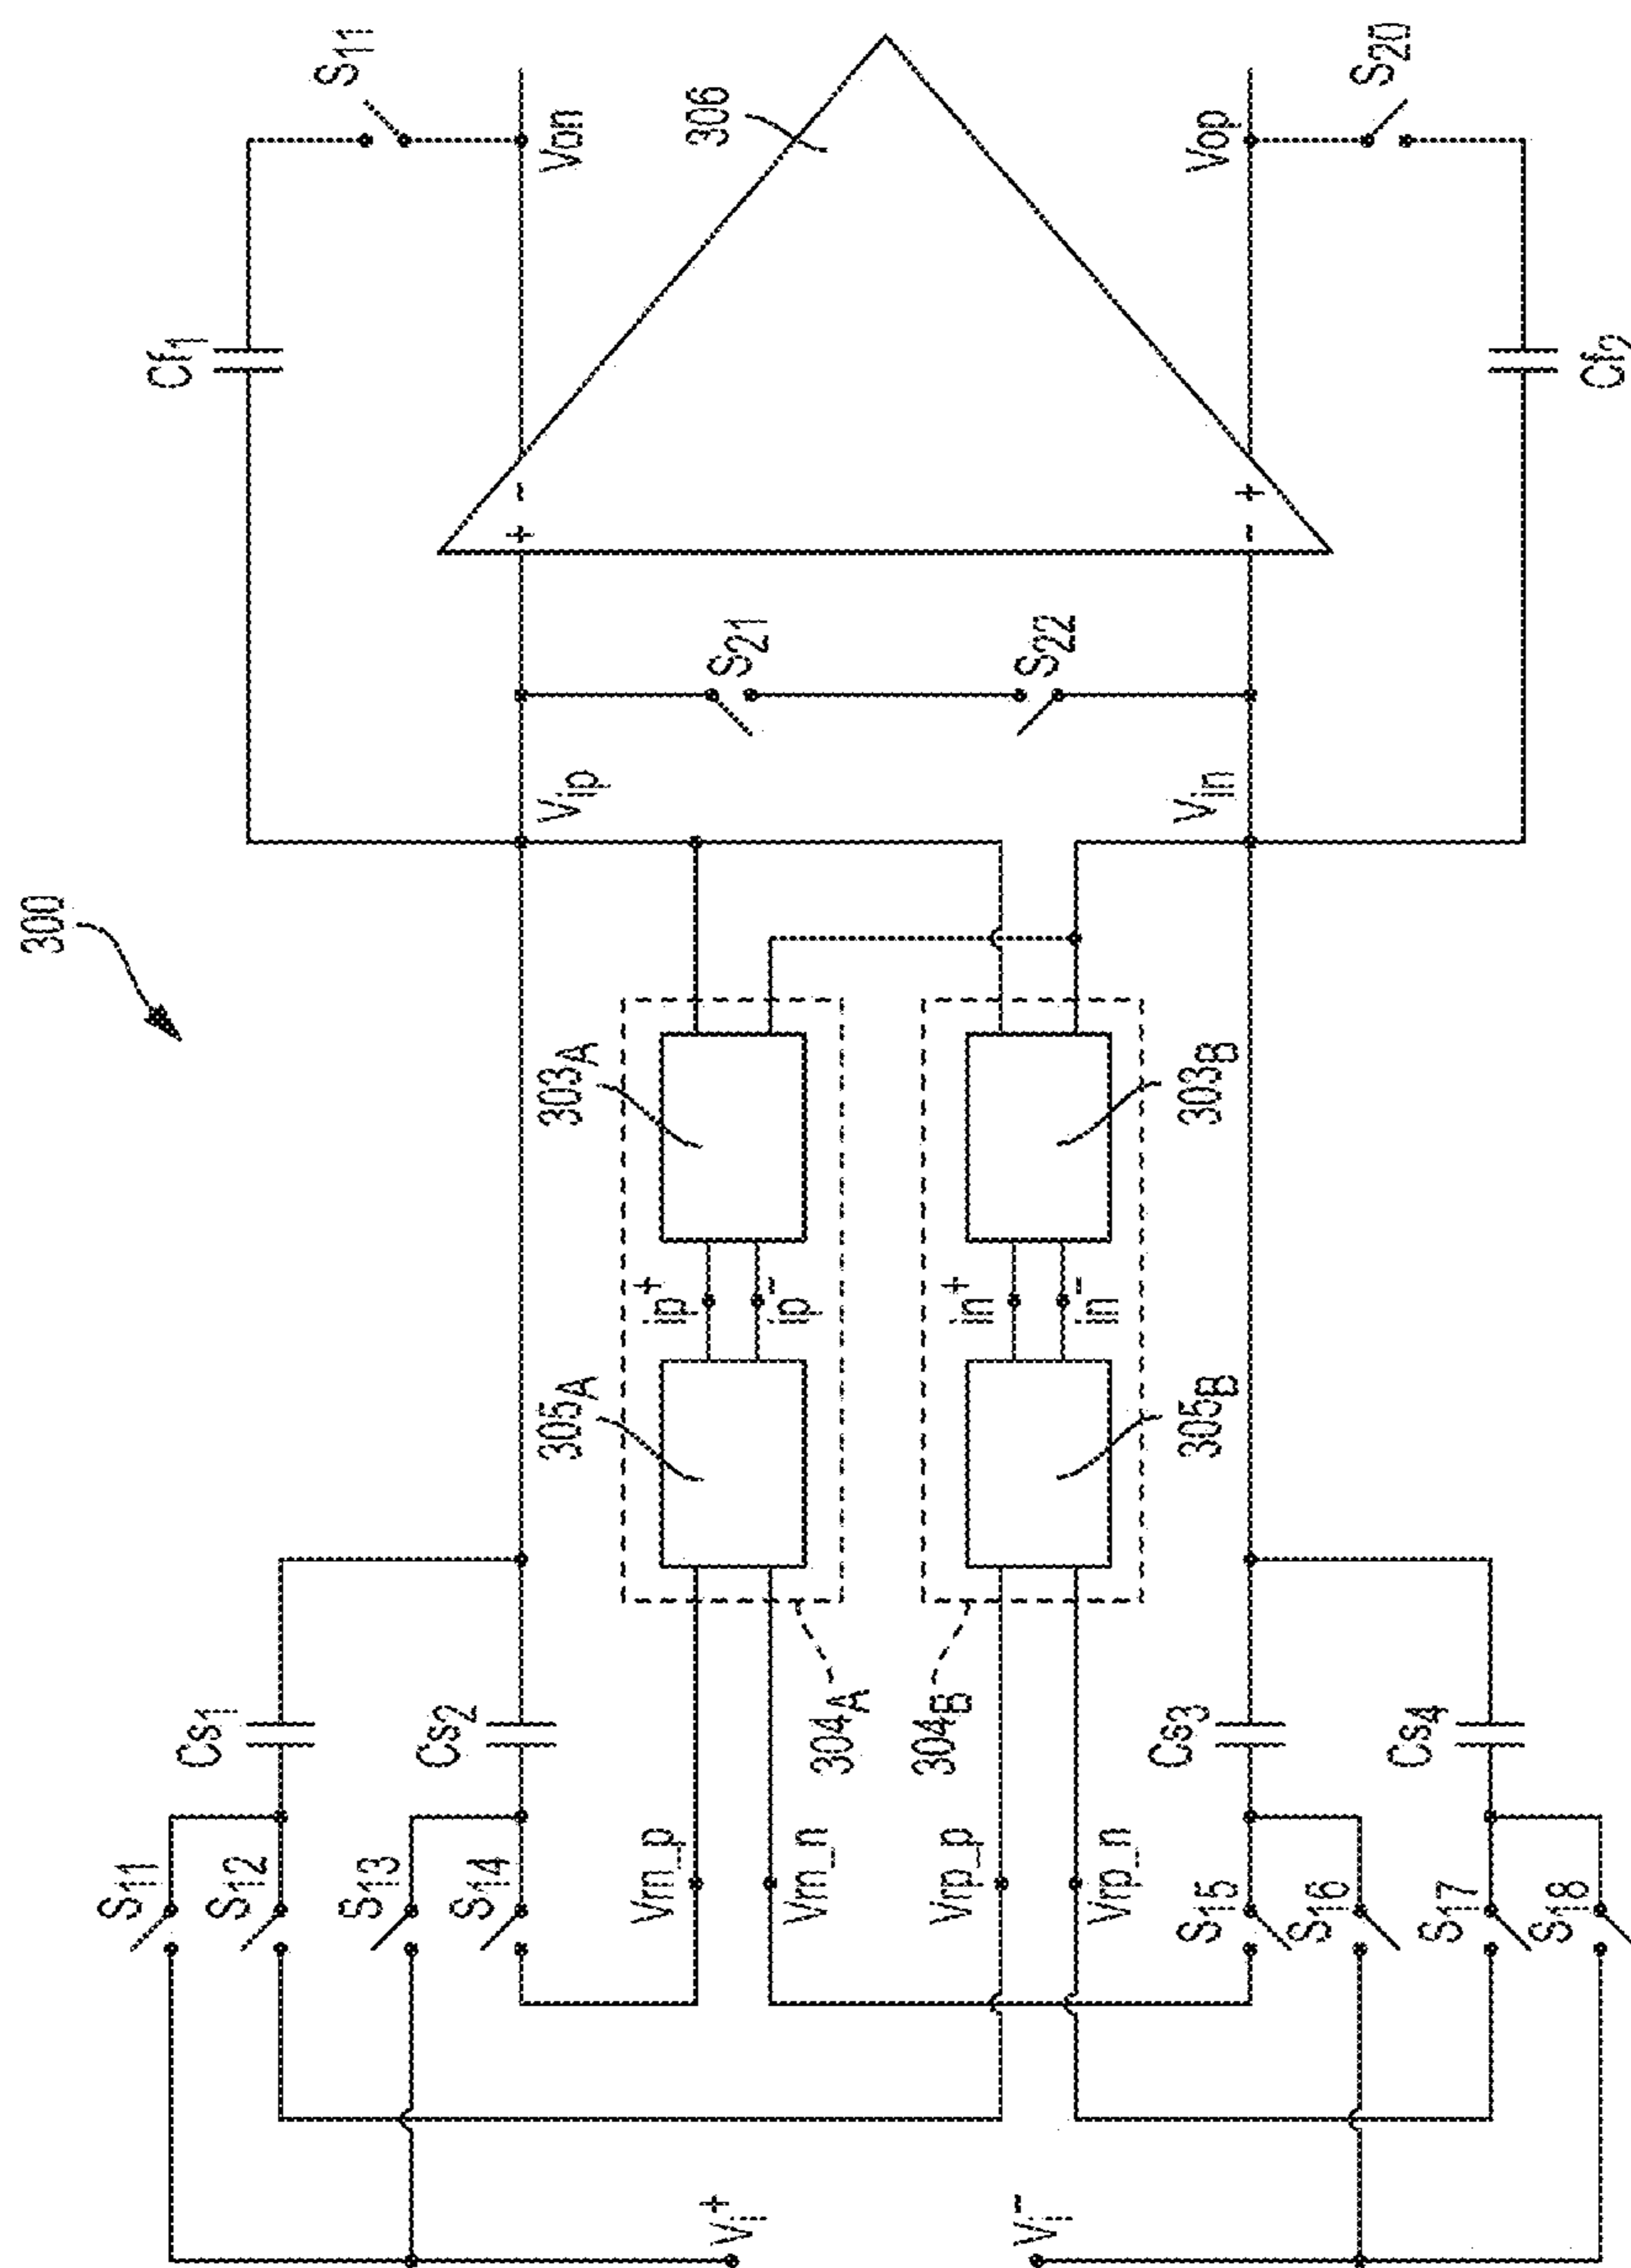 300
Cf1
S11
Von
306
Vop
S20
Cf2
S21
S22
Vip
Vin
303A
303B
ip+
ip-
in+
in-
305A
305B
304A
304B
Cs1
Cs2
Cs3
Cs4
S11
S12
S13
S14
Vrn_p
Vrn_n
Vrp_p
Vrp_n
S15
S16
S17
S18
Vi+
Vi-
+
-
-
+